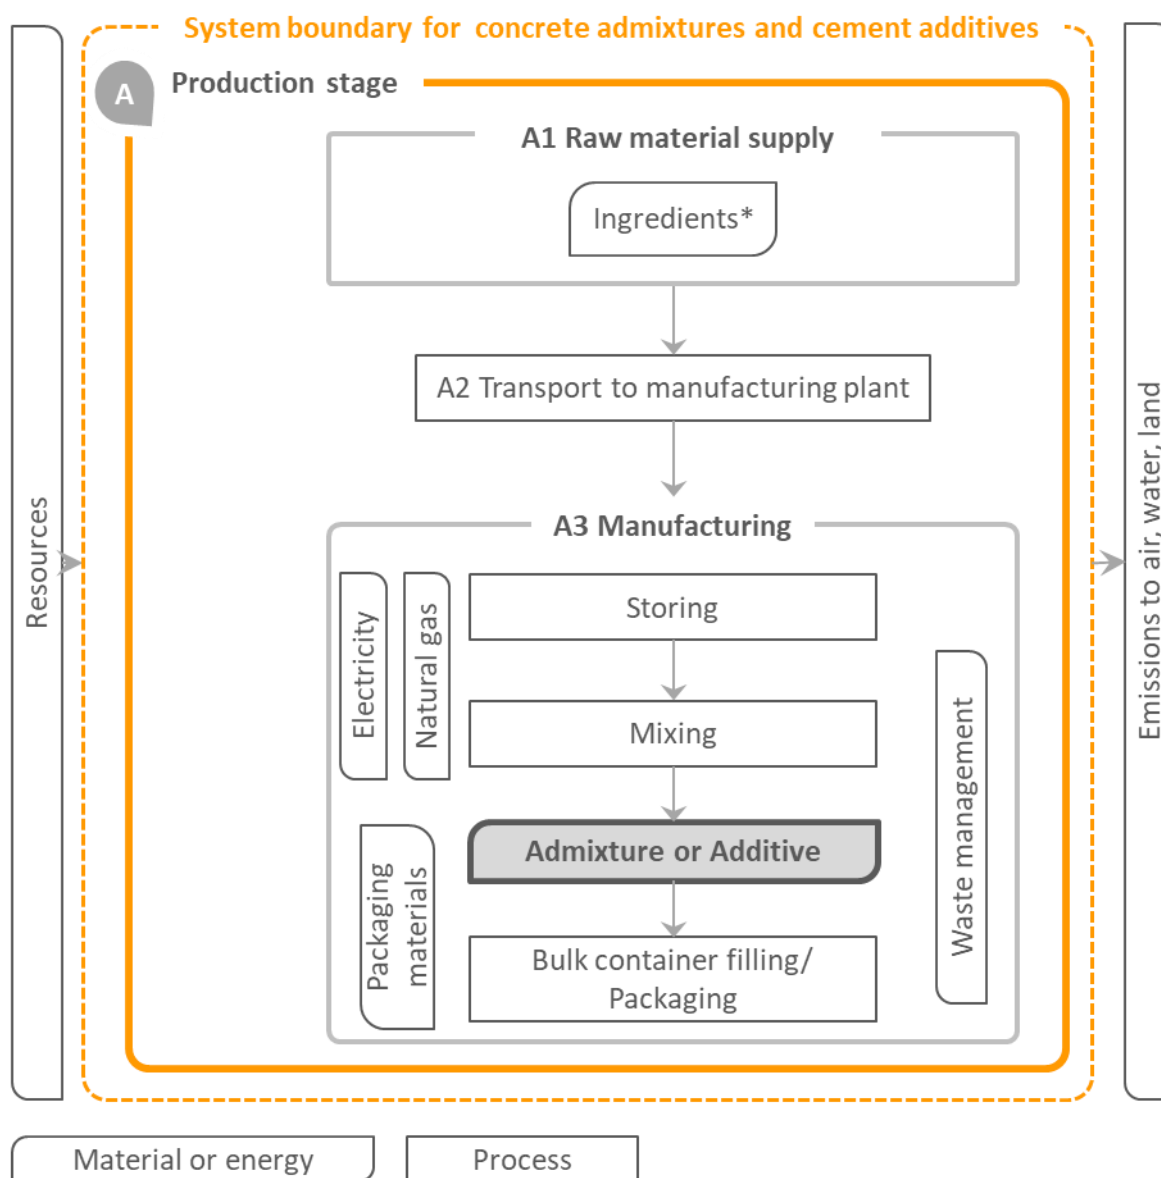 System boundary for concrete admixtures and cement additives
A
Production stage
A1 Raw material supply
Ingredients*
A2 Transport to manufacturing plant
Resources
Emissions to air, water, land
A3 Manufacturing
Electricity
Natural gas
Storing
Mixing
Waste management
Admixture or Additive
Packaging
materials
Bulk container filling/
Packaging
Material or energy
Process